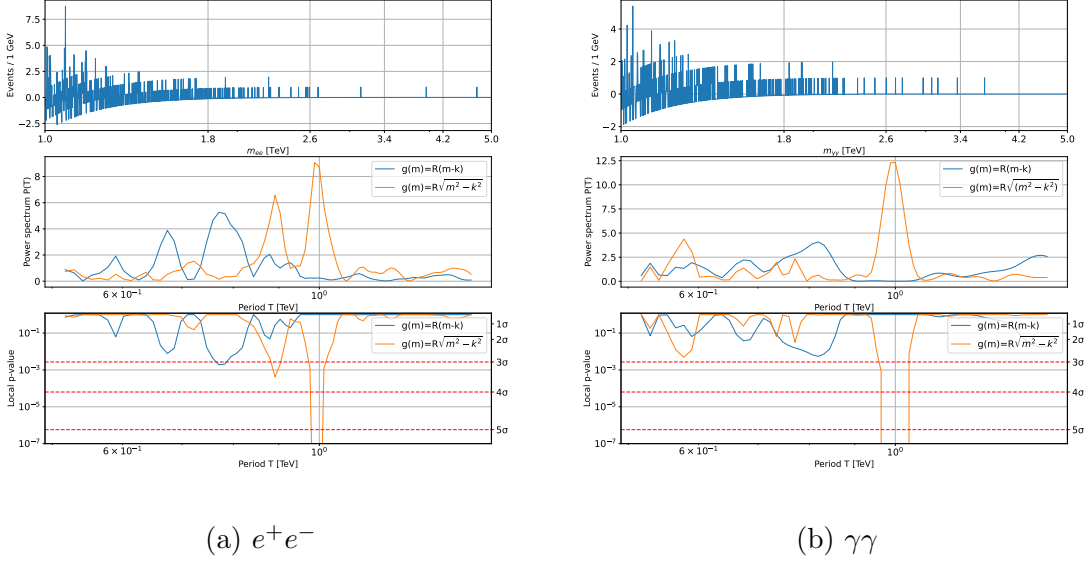 7.5
5.0
2.5
0.0
−2.5
Events / 1 GeV
1.0
1.8
2.6
3.4
4.2
5.0
m_ee [TeV]
8
6
4
2
0
Power spectrum P(T)
g(m)=R(m-k)
g(m)=R√m² − k²
6 × 10⁻¹
10⁰
Period T [TeV]
10⁻¹
10⁻³
10⁻⁵
10⁻⁷
Local p-value
g(m)=R(m-k)
g(m)=R√m² − k²
1σ
2σ
3σ
4σ
5σ
6 × 10⁻¹
10⁰
Period T [TeV]
(a) e⁺e⁻
4
2
0
−2
Events / 1 GeV
1.0
1.8
2.6
3.4
4.2
5.0
m_γγ [TeV]
12.5
10.0
7.5
5.0
2.5
0.0
Power spectrum P(T)
g(m)=R(m-k)
g(m)=R√(m² − k²)
6 × 10⁻¹
10⁰
Period T [TeV]
10⁻¹
10⁻³
10⁻⁵
10⁻⁷
Local p-value
g(m)=R(m-k)
g(m)=R√m² − k²
1σ
2σ
3σ
4σ
5σ
6 × 10⁻¹
10⁰
Period T [TeV]
(b) γγ